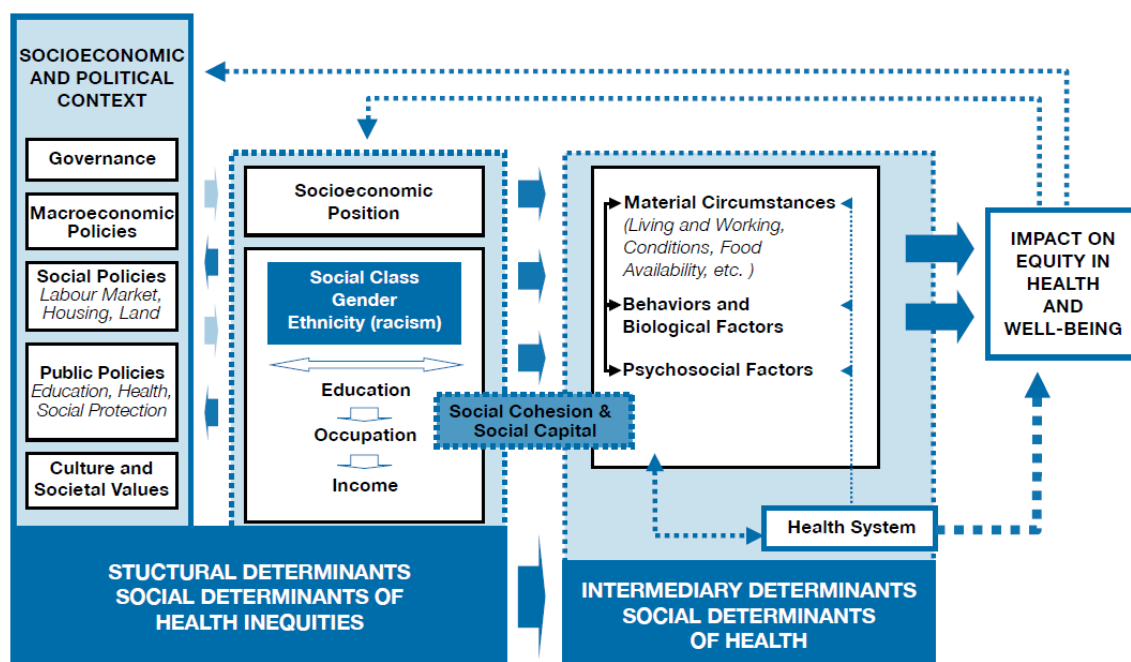 SOCIOECONOMIC
AND POLITICAL
CONTEXT
Governance
Macroeconomic
Policies
Social Policies
Labour Market,
Housing, Land
Public Policies
Education, Health,
Social Protection
Culture and
Societal Values
Socioeconomic
Position
Social Class
Gender
Ethnicity (racism)
Education
Occupation
Income
Social Cohesion &
Social Capital
Material Circumstances
(Living and Working,
Conditions, Food
Availability, etc. )
Behaviors and
Biological Factors
Psychosocial Factors
Health System
IMPACT ON
EQUITY IN
HEALTH
AND
WELL-BEING
STUCTURAL DETERMINANTS
SOCIAL DETERMINANTS OF
HEALTH INEQUITIES
INTERMEDIARY DETERMINANTS
SOCIAL DETERMINANTS
OF HEALTH